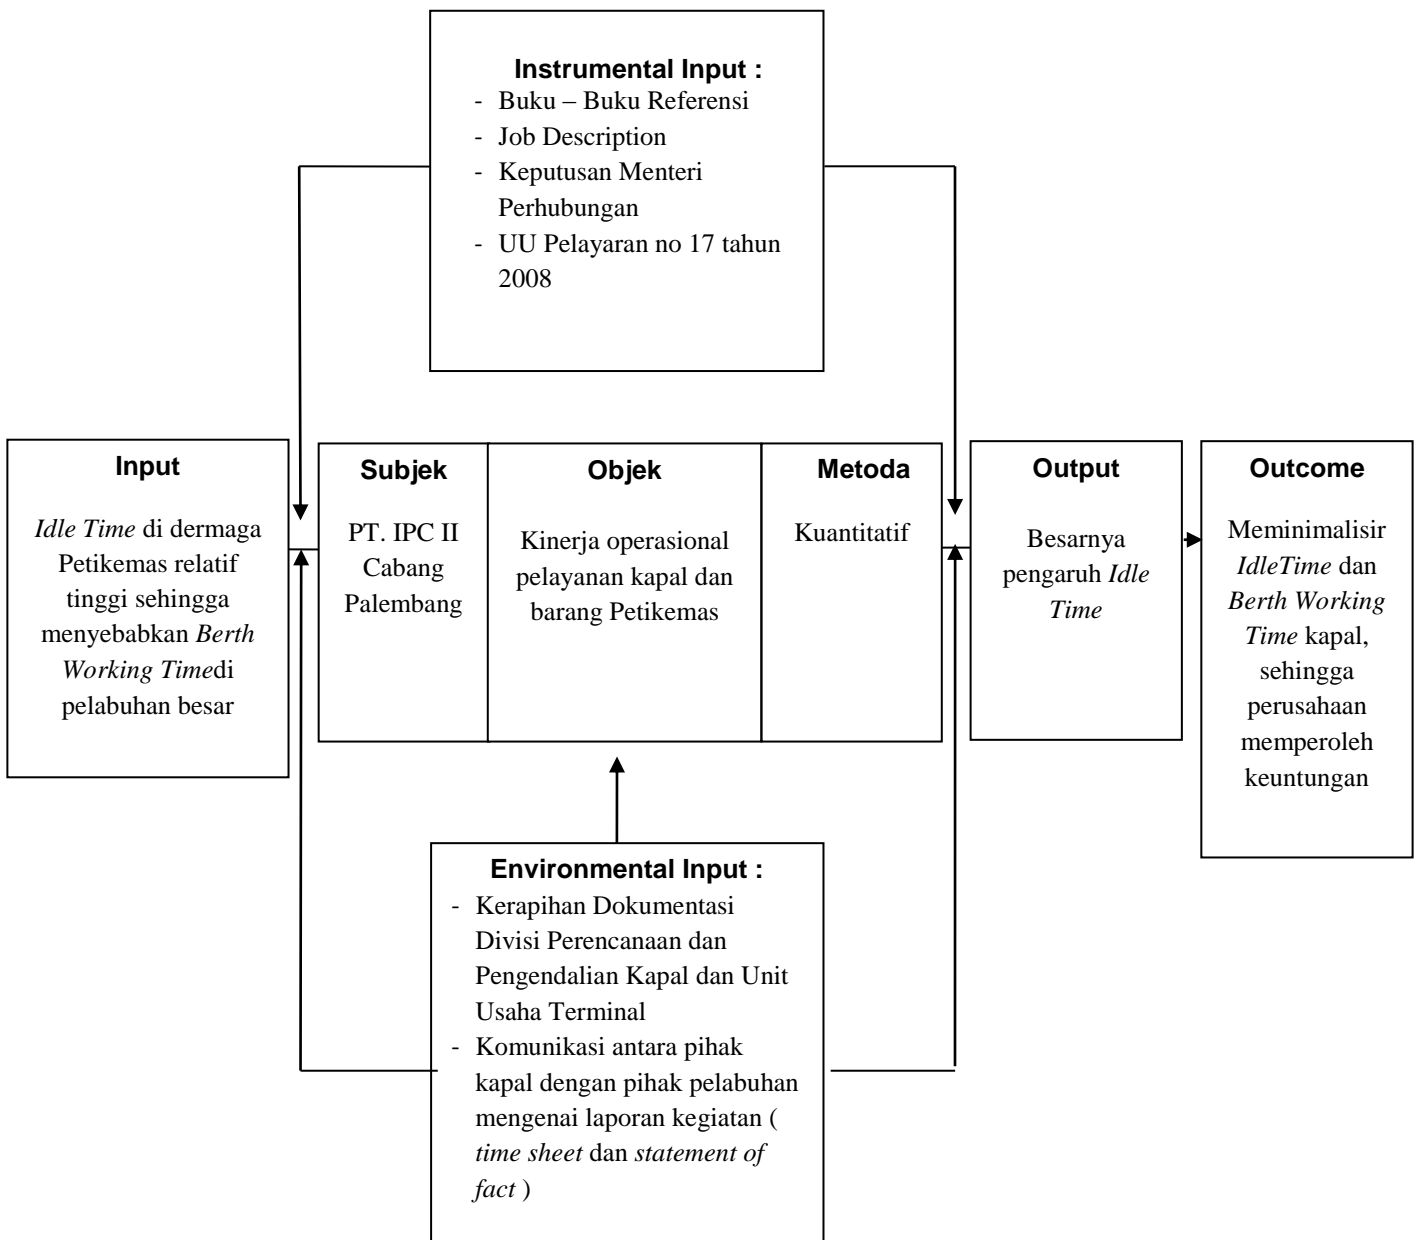 Instrumental Input :
- Buku – Buku Referensi
- Job Description
- Keputusan Menteri
Perhubungan
- UU Pelayaran no 17 tahun
2008
Input
Idle Time di dermaga
Petikemas relatif
tinggi sehingga
menyebabkan Berth
Working Timedi
pelabuhan besar
Subjek
PT. IPC II
Cabang
Palembang
Objek
Kinerja operasional
pelayanan kapal dan
barang Petikemas
Metoda
Kuantitatif
Output
Besarnya
pengaruh Idle
Time
Outcome
Meminimalisir
IdleTime dan
Berth Working
Time kapal,
sehingga
perusahaan
memperoleh
keuntungan
Environmental Input :
- Kerapihan Dokumentasi
Divisi Perencanaan dan
Pengendalian Kapal dan Unit
Usaha Terminal
- Komunikasi antara pihak
kapal dengan pihak pelabuhan
mengenai laporan kegiatan (
time sheet dan statement of
fact )